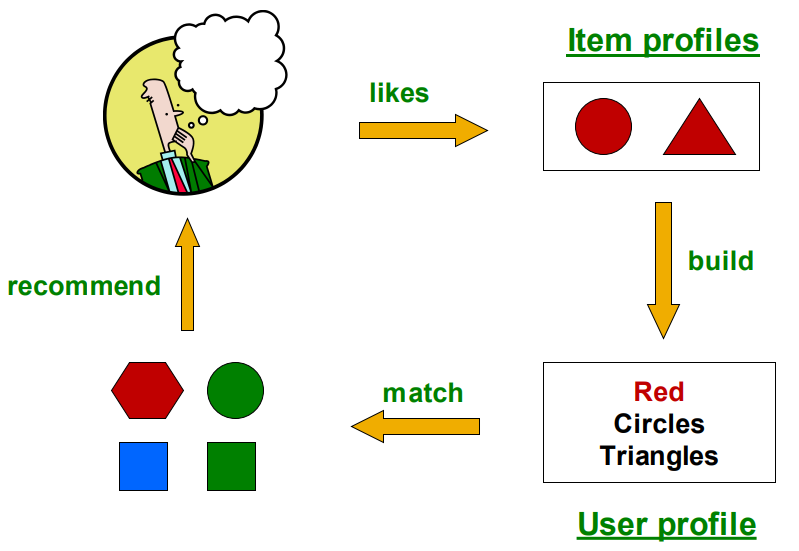 Item profiles
likes
build
recommend
match
Red
Circles
Triangles
User profile